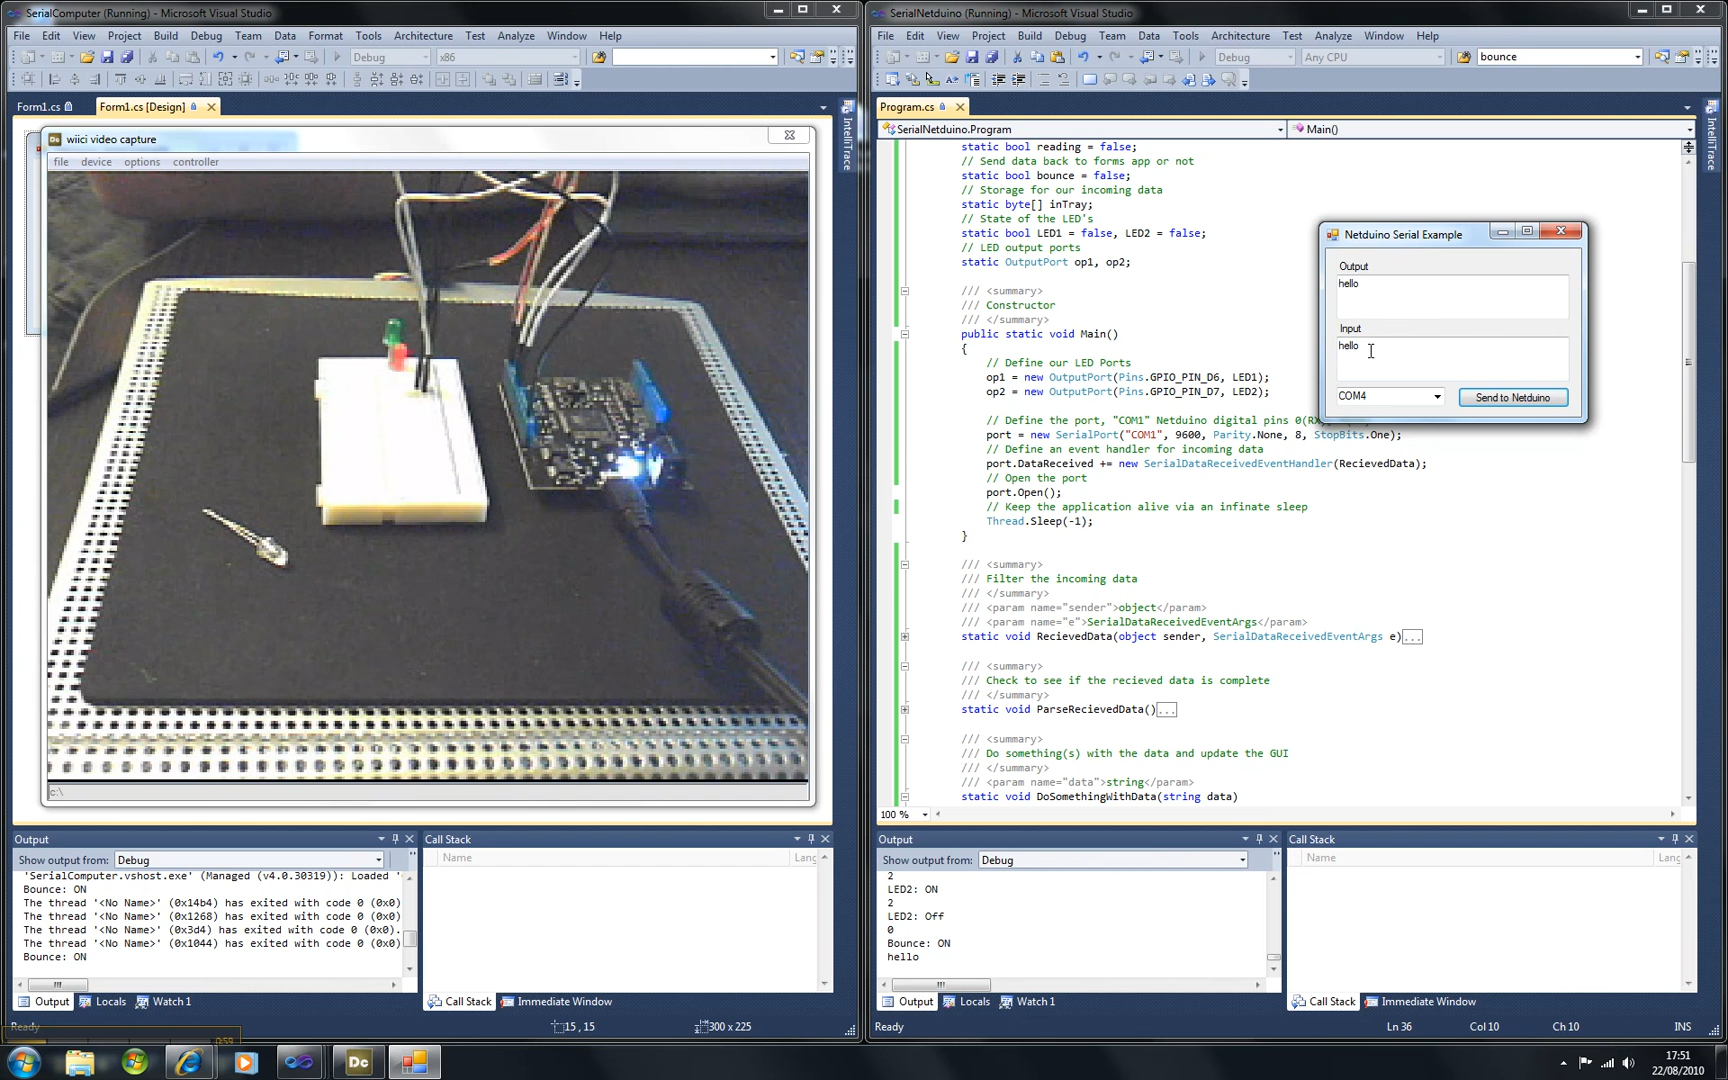 SerialComputer (Running) - Microsoft Visual Studio
File Edit View Project Build Debug Team Data Format Tools Architecture Test Analyze Window Help
Debug x86
Form1.cs Form1.cs [Design]
IntelliTrace
wiici video capture
file device options controller
c:\
Output
Show output from: Debug
'SerialComputer.vshost.exe' (Managed (v4.0.30319)): Loaded '
Bounce: ON
The thread '<No Name>' (0x14b4) has exited with code 0 (0x0)
The thread '<No Name>' (0x1268) has exited with code 0 (0x0)
The thread '<No Name>' (0x3d4) has exited with code 0 (0x0).
The thread '<No Name>' (0x1044) has exited with code 0 (0x0)
Bounce: ON
Output Locals Watch 1
Call Stack
Name Lang
Call Stack Immediate Window
Ready 15 , 15 300 x 225
0:59
SerialNetduino (Running) - Microsoft Visual Studio
File Edit View Project Build Debug Team Data Tools Architecture Test Analyze Window Help
Debug Any CPU bounce
Program.cs
SerialNetduino.Program Main()
IntelliTrace
static bool reading = false;
// Send data back to forms app or not
static bool bounce = false;
// Storage for our incoming data
static byte[] inTray;
// State of the LED's
static bool LED1 = false, LED2 = false;
// LED output ports
static OutputPort op1, op2;
/// <summary>
/// Constructor
/// </summary>
public static void Main()
{
// Define our LED Ports
op1 = new OutputPort(Pins.GPIO_PIN_D6, LED1);
op2 = new OutputPort(Pins.GPIO_PIN_D7, LED2);
// Define the port, "COM1" Netduino digital pins 0(RX)
port = new SerialPort("COM1", 9600, Parity.None, 8, StopBits.One);
// Define an event handler for incoming data
port.DataReceived += new SerialDataReceivedEventHandler(RecievedData);
// Open the port
port.Open();
// Keep the application alive via an infinate sleep
Thread.Sleep(-1);
}
/// <summary>
/// Filter the incoming data
/// </summary>
/// <param name="sender">object</param>
/// <param name="e">SerialDataReceivedEventArgs</param>
static void RecievedData(object sender, SerialDataReceivedEventArgs e)...
/// <summary>
/// Check to see if the recieved data is complete
/// </summary>
static void ParseRecievedData()...
/// <summary>
/// Do something(s) with the data and update the GUI
/// </summary>
/// <param name="data">string</param>
static void DoSomethingWithData(string data)
100 %
Netduino Serial Example
Output
hello
Input
hello
COM4 Send to Netduino
Output
Show output from: Debug
2
LED2: ON
2
LED2: Off
0
Bounce: ON
hello
Output Locals Watch 1
Call Stack
Name Lang
Call Stack Immediate Window
Ready Ln 36 Col 10 Ch 10 INS
Dc
17:51
22/08/2010